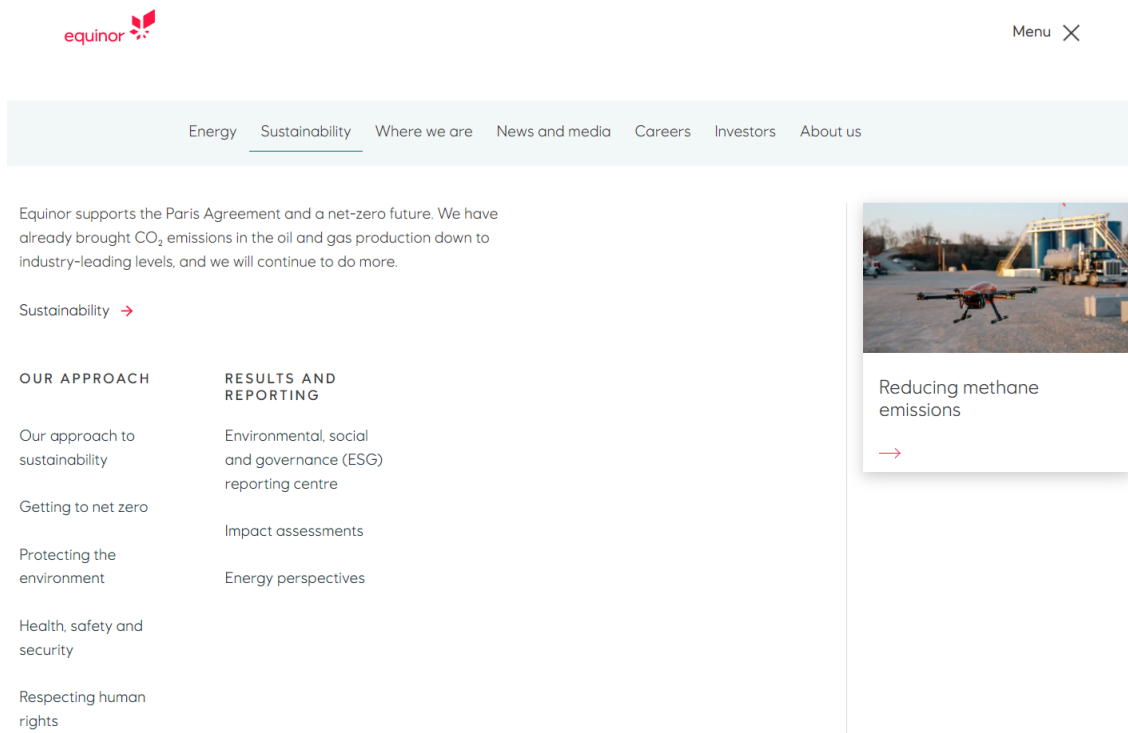 equinor
Menu
Energy Sustainability Where we are News and media Careers Investors About us
Equinor supports the Paris Agreement and a net-zero future. We have
already brought CO₂ emissions in the oil and gas production down to
industry-leading levels, and we will continue to do more.
Sustainability
OUR APPROACH
Our approach to
sustainability
Getting to net zero
Protecting the
environment
Health, safety and
security
Respecting human
rights
RESULTS AND
REPORTING
Environmental, social
and governance (ESG)
reporting centre
Impact assessments
Energy perspectives
Reducing methane
emissions